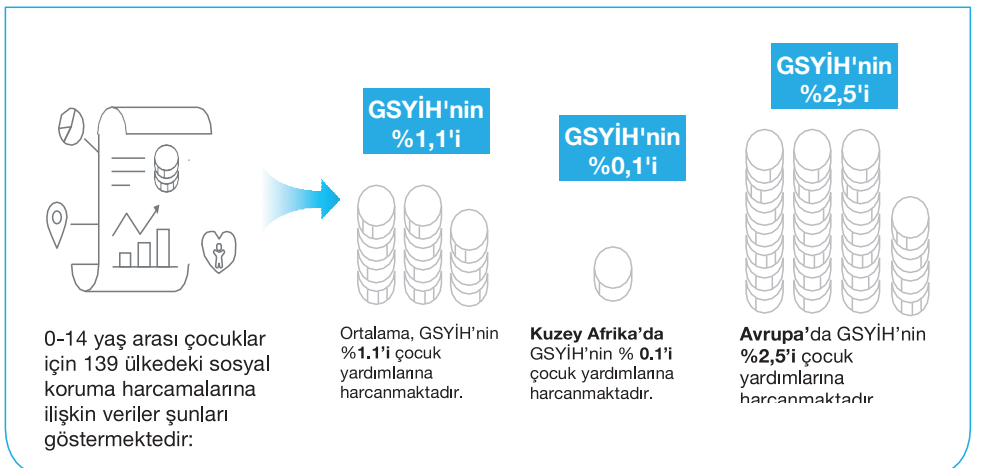 0-14 yaş arası çocuklar
için 139 ülkedeki sosyal
koruma harcamalarına
ilişkin veriler şunları
göstermektedir:
GSYİH'nin
%1,1'i
Ortalama, GSYİH’nin
%1.1’i çocuk
yardımlarına
harcanmaktadır.
GSYİH'nin
%0,1'i
Kuzey Afrika’da
GSYİH’nin % 0.1’i
çocuk yardımlarına
harcanmaktadır.
GSYİH'nin
%2,5'i
Avrupa’da GSYİH’nin
%2,5’i çocuk
yardımlarına
harcanmaktadır